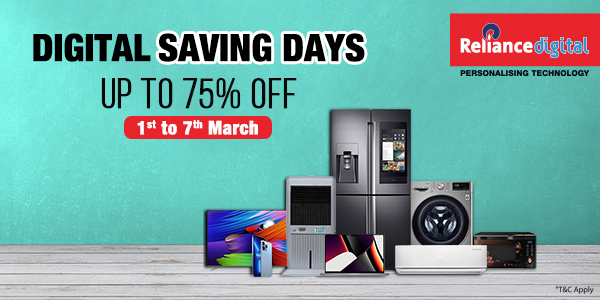 DIGITAL SAVING DAYS
UP TO 75% OFF
1st to 7th March
Reliance digital
PERSONALISING TECHNOLOGY
*T&C Apply